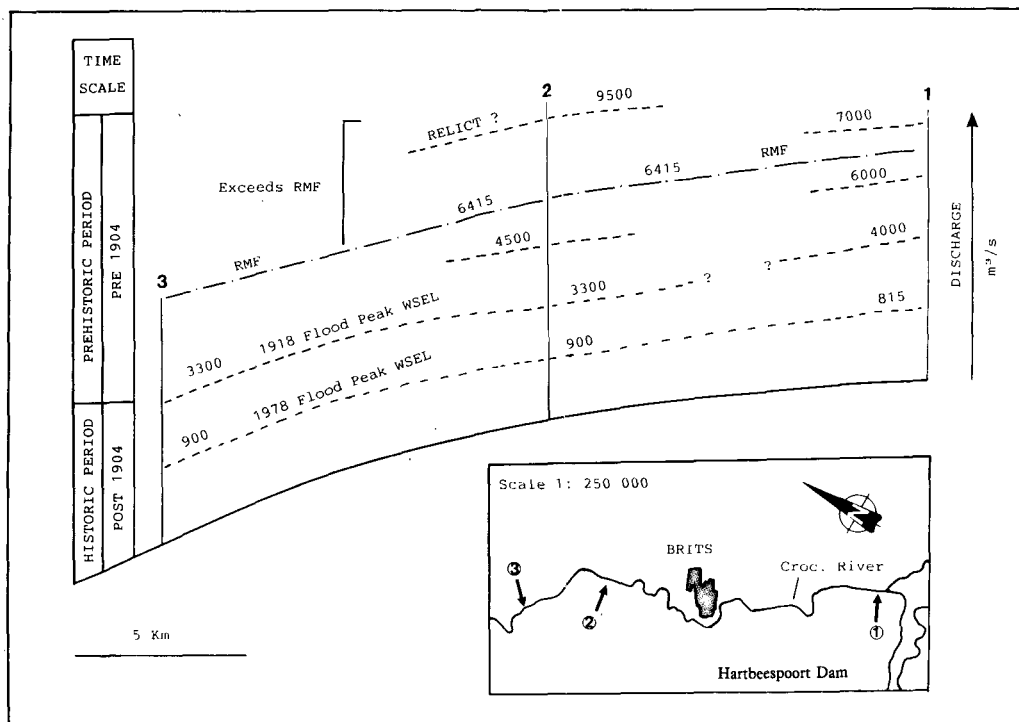 TIME
SCALE
PREHISTORIC PERIOD
PRE 1904
HISTORIC PERIOD
POST 1904
2
1
9500
RELICT ?
7000
Exceeds RMF
RMF
6415
6415
6000
4500
4000
RMF
3
?
?
3300
1918 Flood Peak WSEL
3300
815
900
1978 Flood Peak WSEL
900
DISCHARGE
m³/s
5 Km
Scale 1: 250 000
BRITS
Croc. River
3
2
1
Hartbeespoort Dam